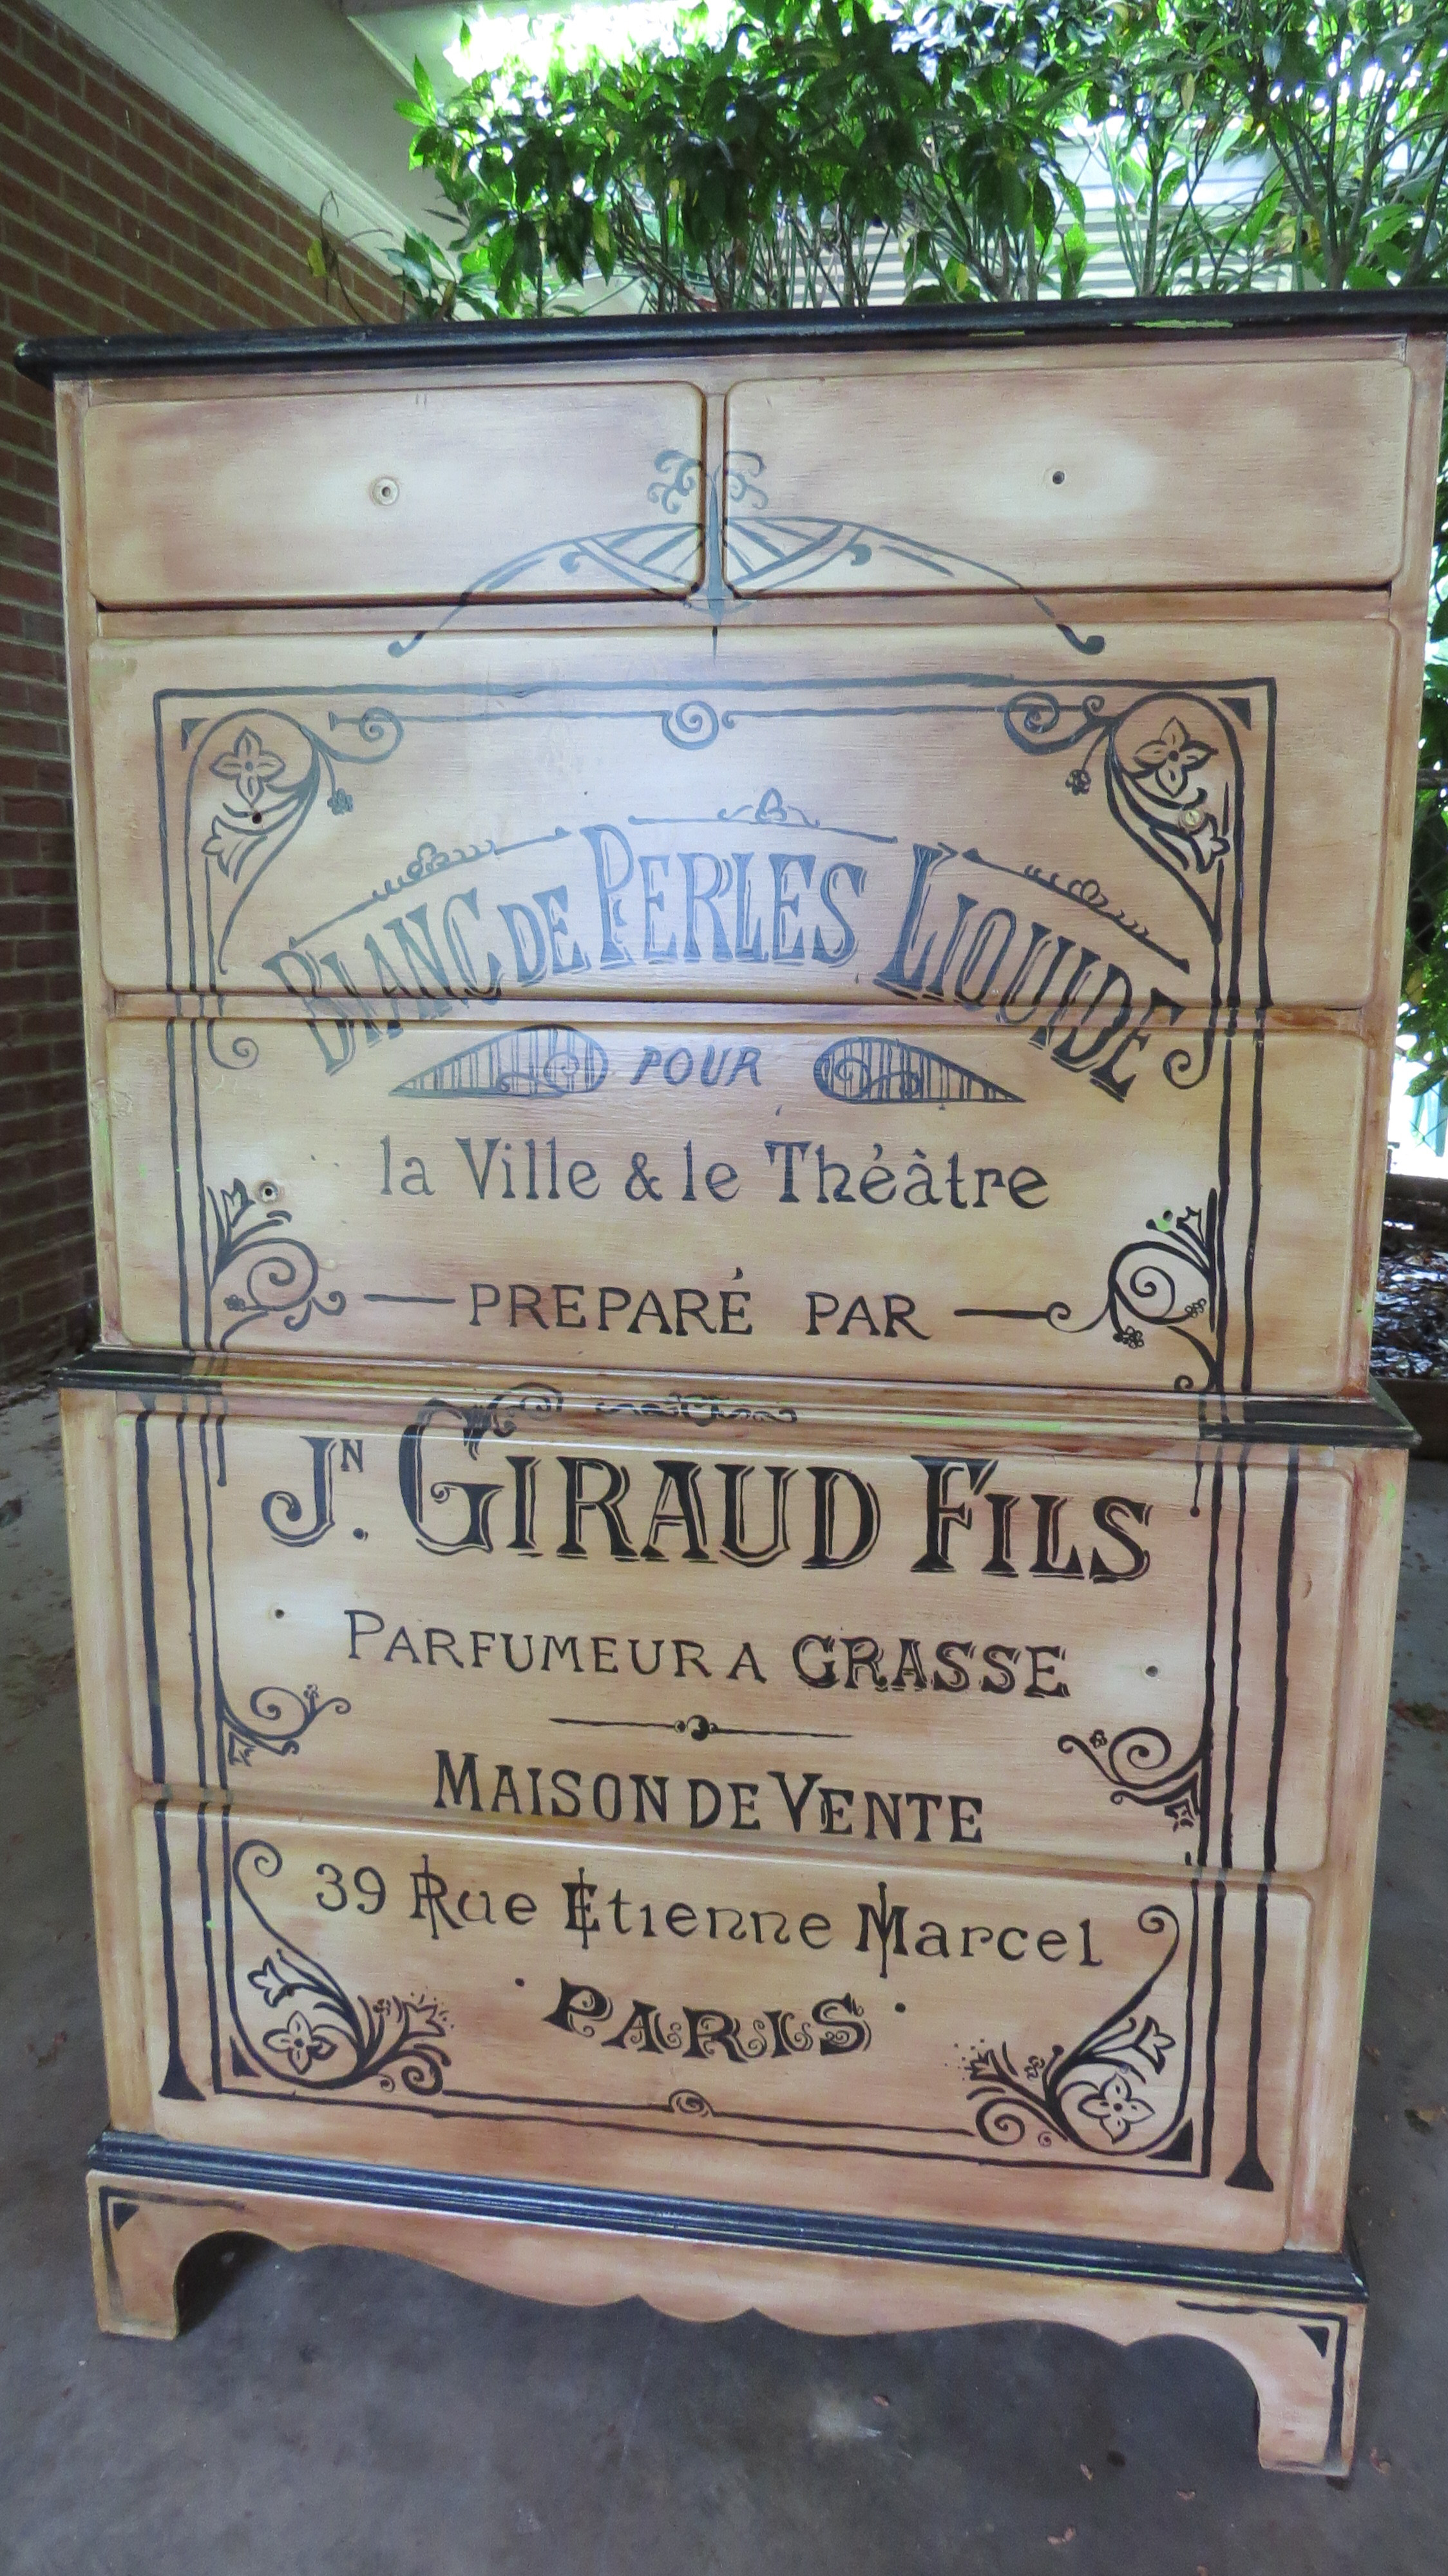 BLANC DE PERLES LIQUIDE
POUR
la Ville & le Théâtre
PREPARÉ PAR
JN. GIRAUD FILS
PARFUMEUR A GRASSE
MAISON DE VENTE
39 Rue Etienne Marcel
PARIS